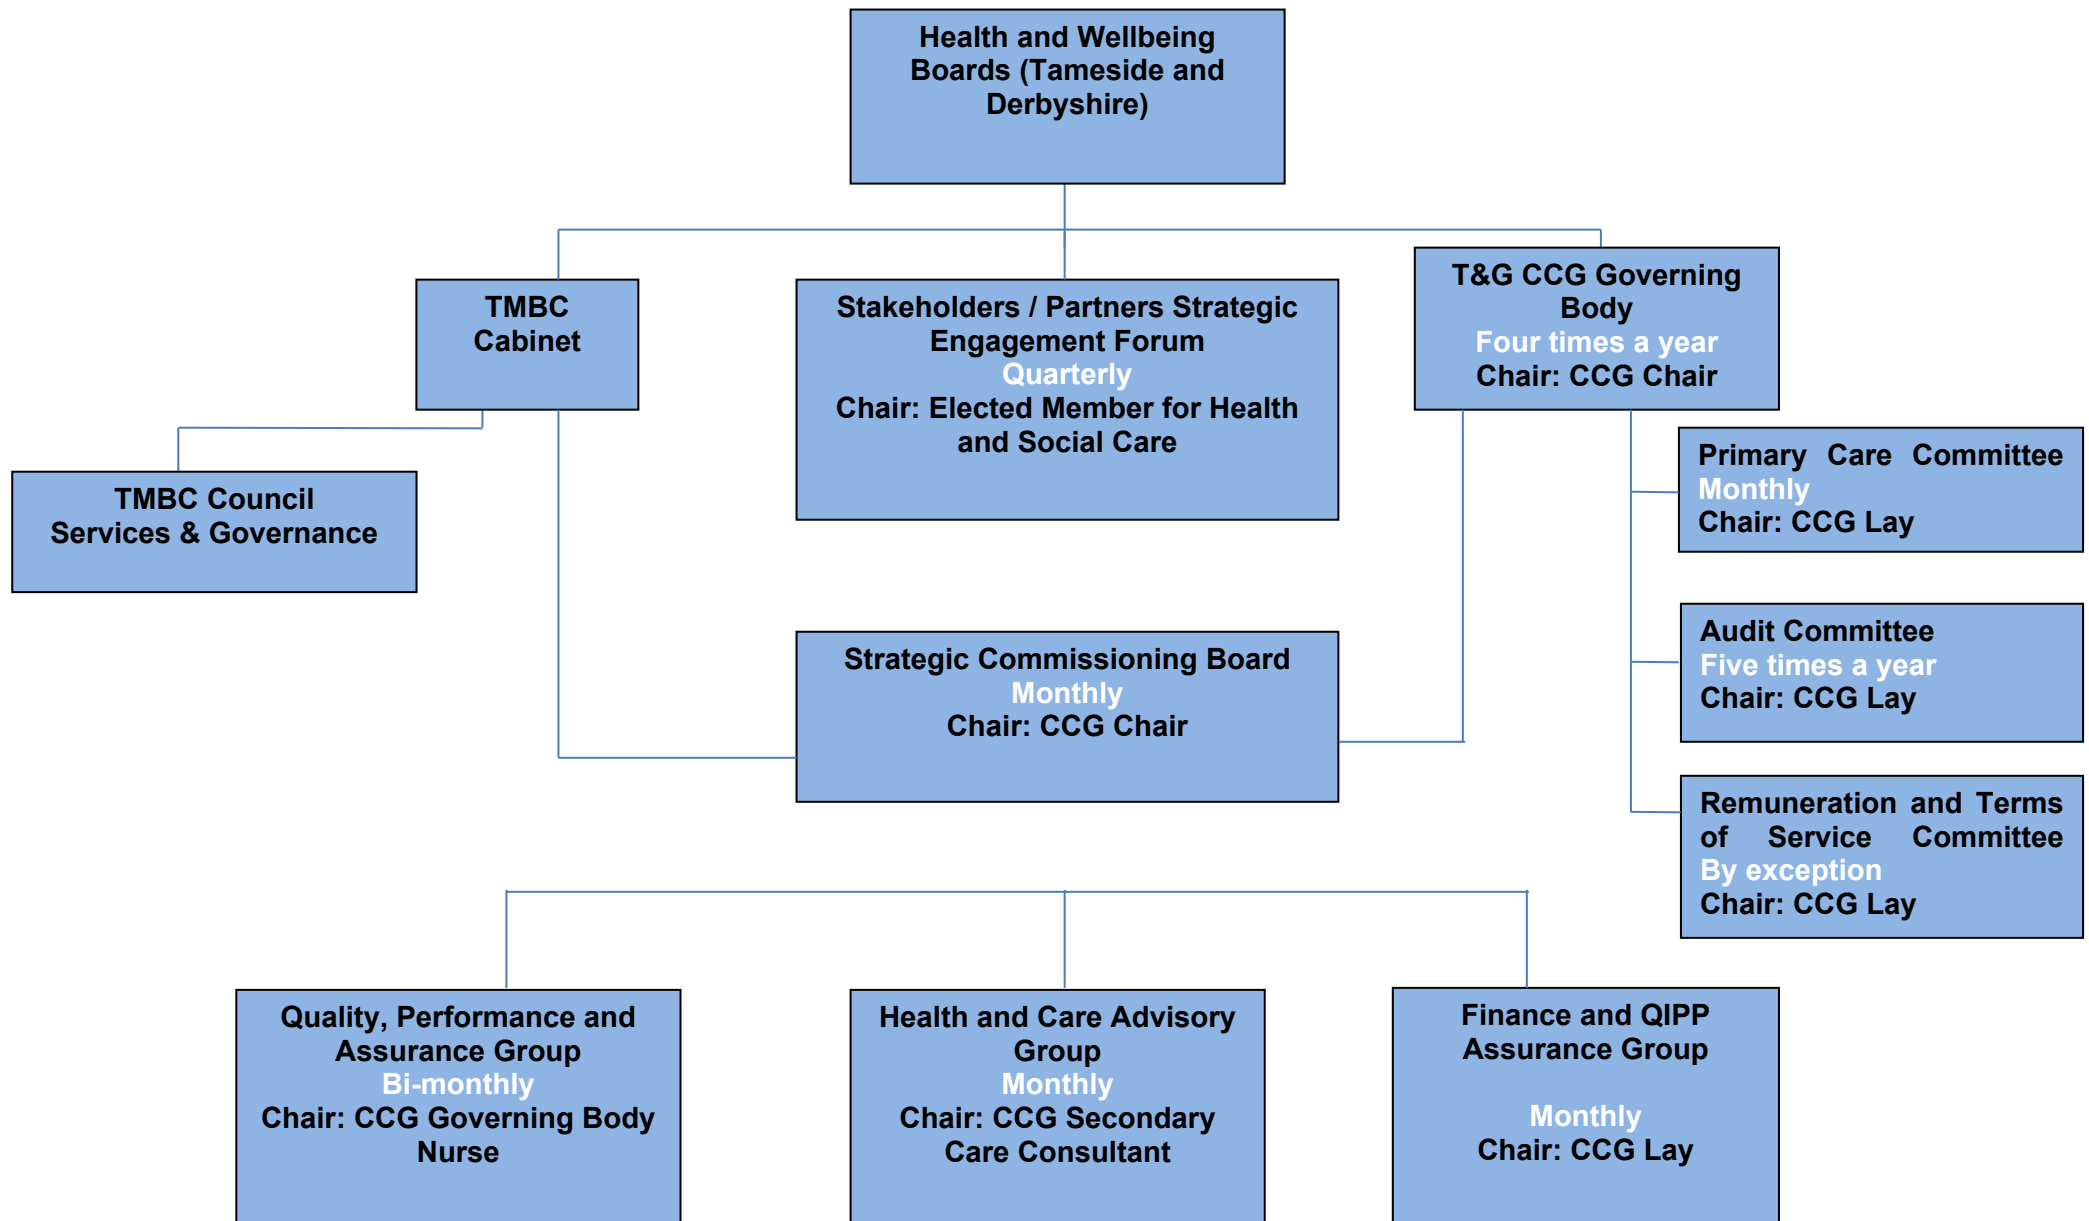 Health and Wellbeing
Boards (Tameside and
Derbyshire)
TMBC
Cabinet
Stakeholders / Partners Strategic
Engagement Forum
Quarterly
Chair: Elected Member for Health
and Social Care
T&G CCG Governing
Body
Four times a year
Chair: CCG Chair
TMBC Council
Services & Governance
Primary Care Committee
Monthly
Chair: CCG Lay
Audit Committee
Five times a year
Chair: CCG Lay
Strategic Commissioning Board
Monthly
Chair: CCG Chair
Remuneration and Terms
of Service Committee
By exception
Chair: CCG Lay
Quality, Performance and
Assurance Group
Bi-monthly
Chair: CCG Governing Body
Nurse
Health and Care Advisory
Group
Monthly
Chair: CCG Secondary
Care Consultant
Finance and QIPP
Assurance Group
Monthly
Chair: CCG Lay